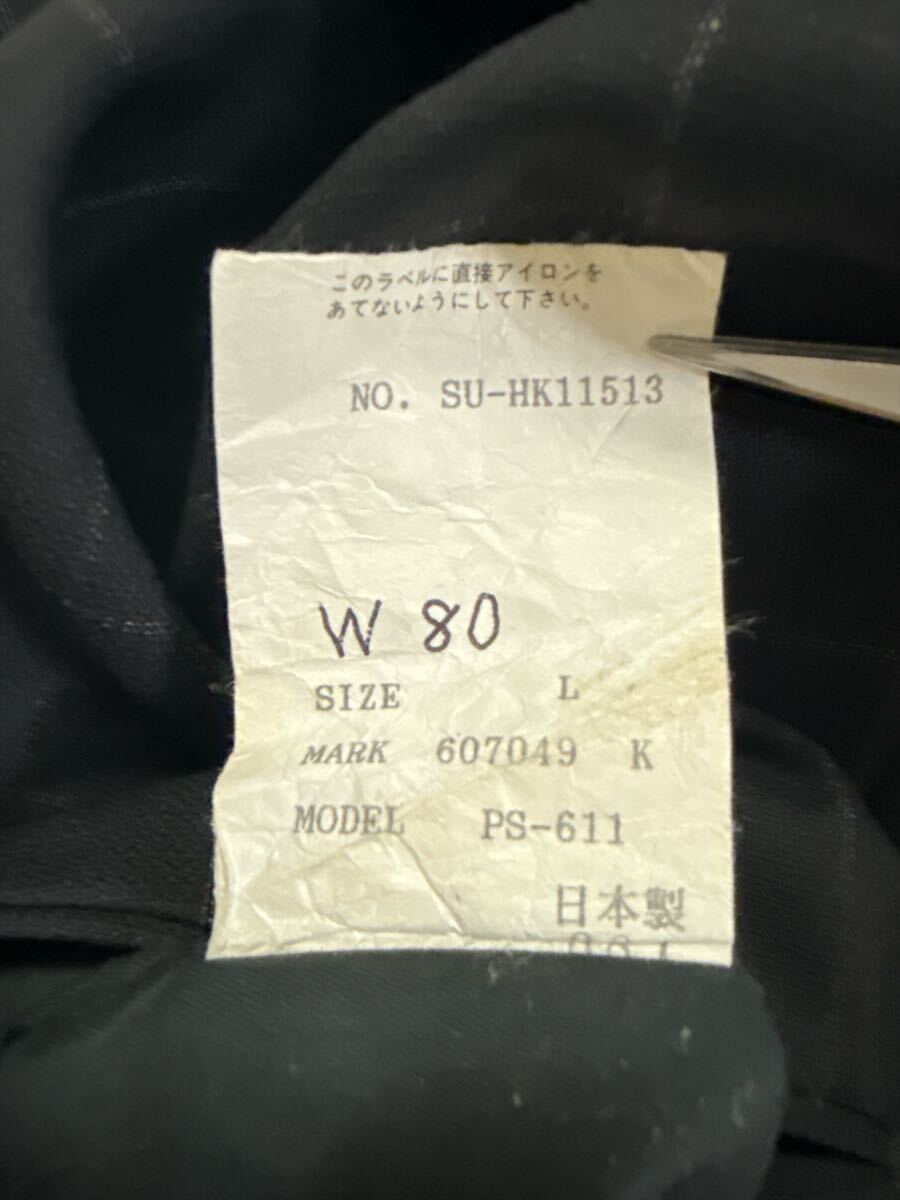 このラベルに直接アイロンを
あてないようにして下さい。
NO. SU-HK11513
W 80
SIZE L
MARK 607049 K
MODEL PS-611
日本製